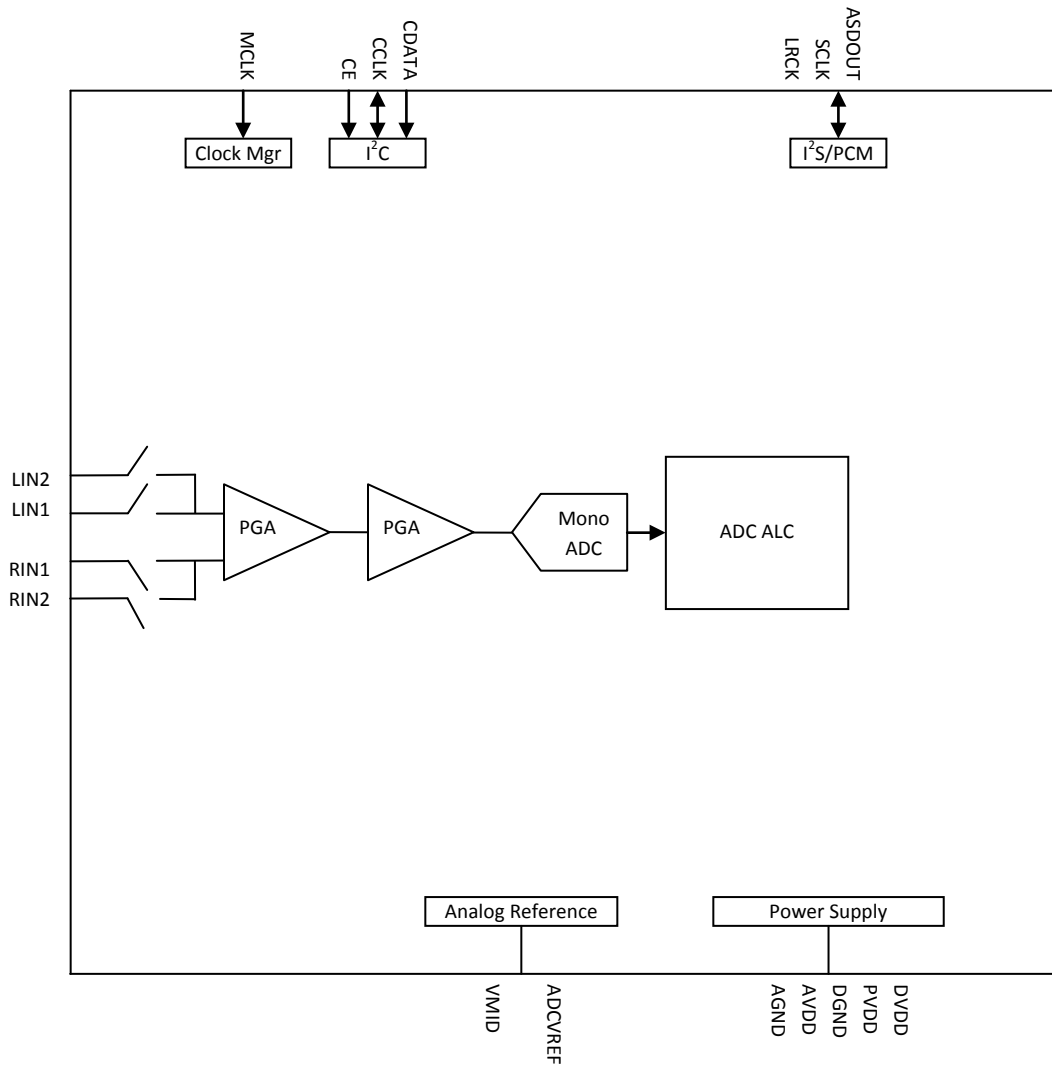 MCLK
CE
CCLK
CDATA
LRCK
SCLK
ASDOUT
Clock Mgr
I²C
I²S/PCM
LIN2
LIN1
RIN1
RIN2
PGA
PGA
Mono
ADC
ADC ALC
Analog Reference
Power Supply
VMID
ADCVREF
AGND
AVDD
DGND
PVDD
DVDD